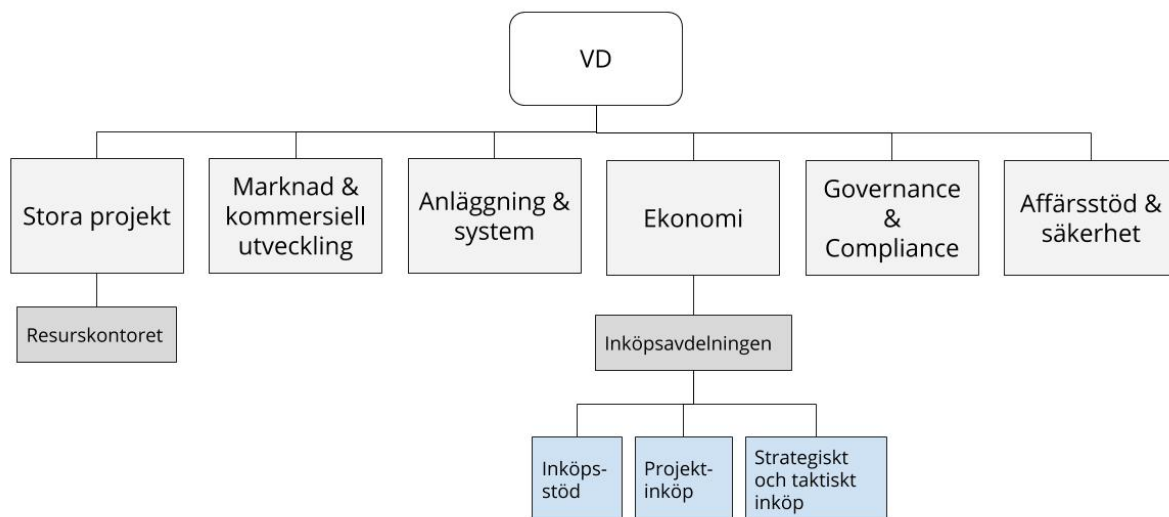 VD
Stora projekt
Marknad &
kommersiell
utveckling
Anläggning &
system
Ekonomi
Governance
&
Compliance
Affärsstöd &
säkerhet
Resurskontoret
Inköpsavdelningen
Inköps-
stöd
Projekt-
inköp
Strategiskt
och taktiskt
inköp